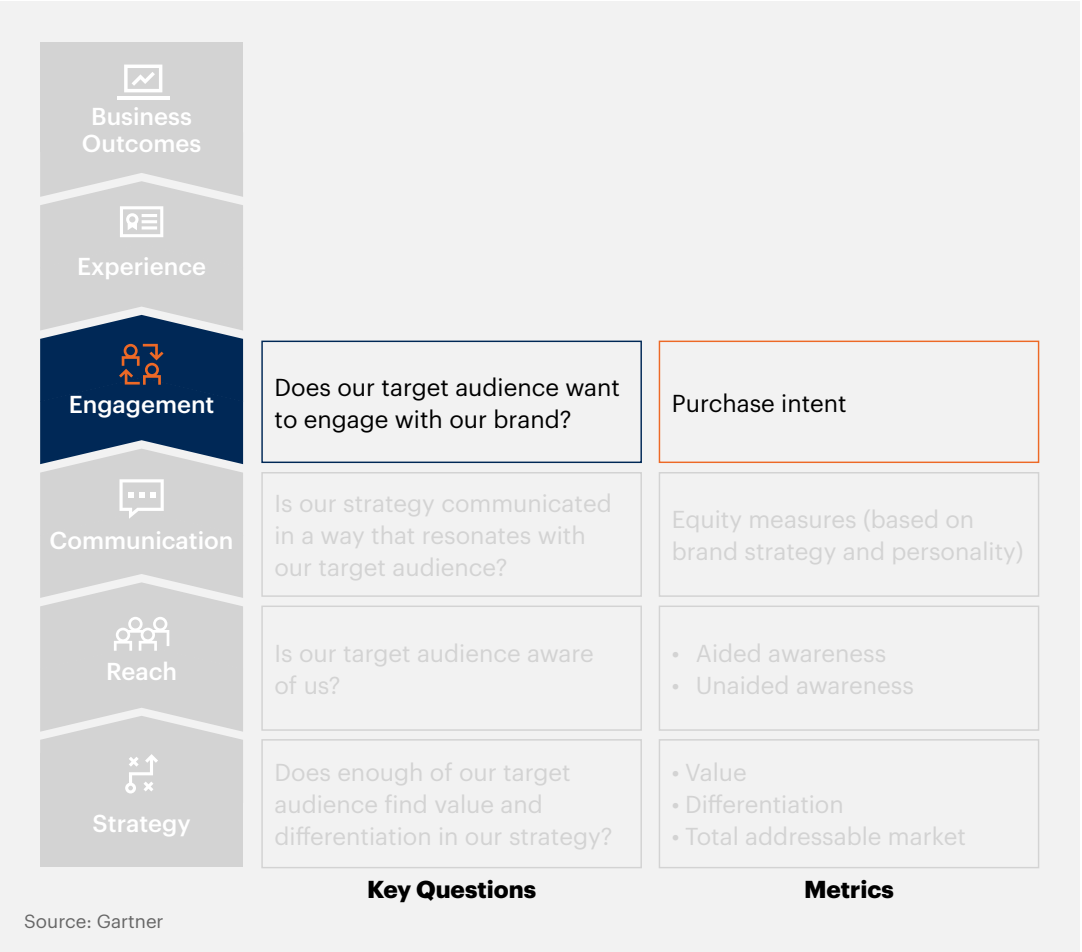 Business
Outcomes
Experience
Engagement
Does our target audience want
to engage with our brand?
Purchase intent
Communication
Is our strategy communicated
in a way that resonates with
our target audience?
Equity measures (based on
brand strategy and personality)
Reach
Is our target audience aware
of us?
• Aided awareness
• Unaided awareness
Strategy
Does enough of our target
audience find value and
differentiation in our strategy?
• Value
• Differentiation
• Total addressable market
Key Questions
Metrics
Source: Gartner